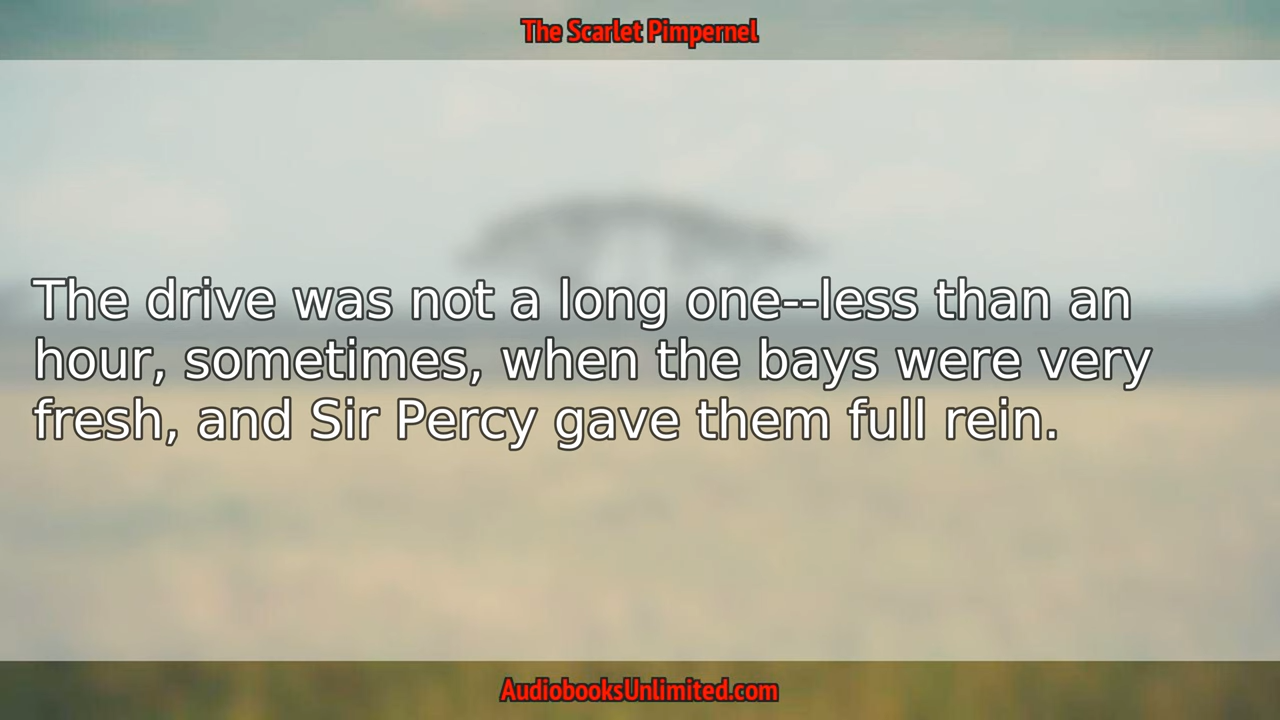 The Scarlet Pimpernel
The drive was not a long one--less than an
hour, sometimes, when the bays were very
fresh, and Sir Percy gave them full rein.
AudiobooksUnlimited.com